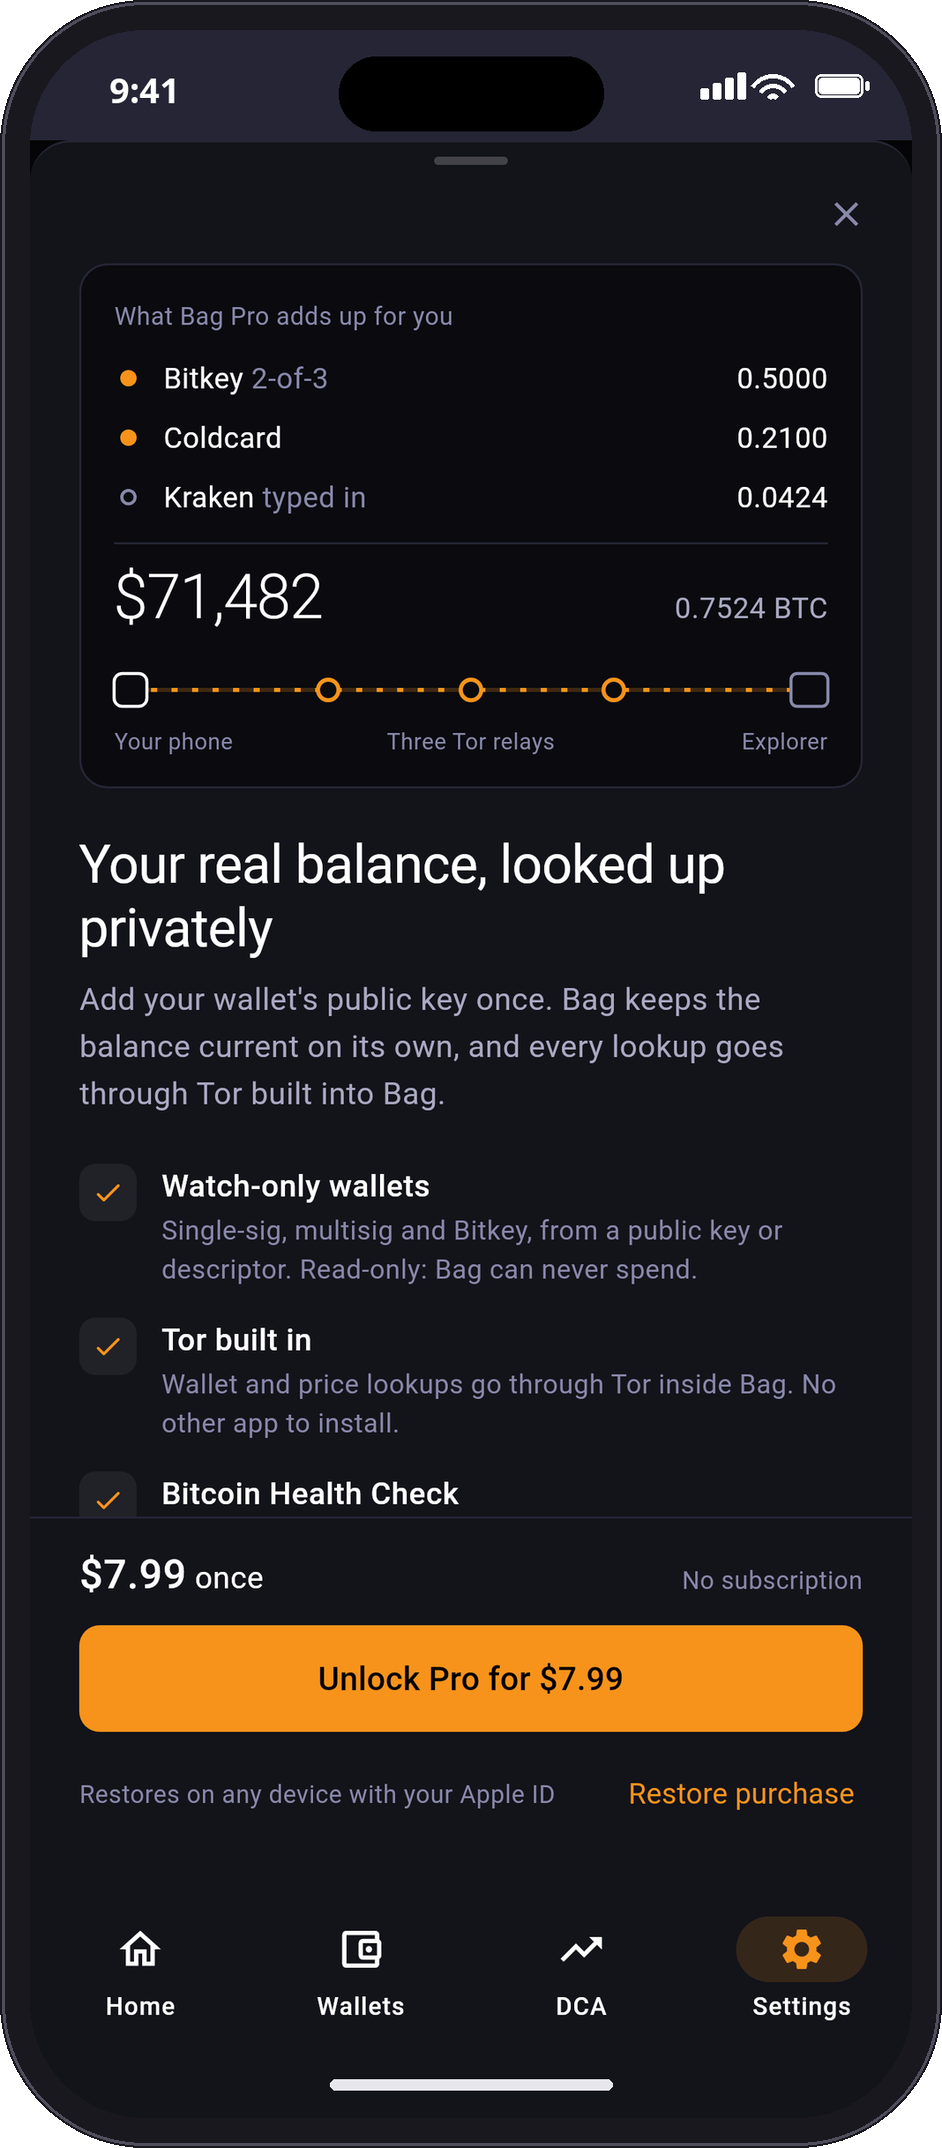 9:41
What Bag Pro adds up for you
Bitkey 2-of-3 0.5000
Coldcard 0.2100
Kraken typed in 0.0424
$71,482 0.7524 BTC
Your phone Three Tor relays Explorer
Your real balance, looked up
privately
Add your wallet's public key once. Bag keeps the
balance current on its own, and every lookup goes
through Tor built into Bag.
Watch-only wallets
Single-sig, multisig and Bitkey, from a public key or
descriptor. Read-only: Bag can never spend.
Tor built in
Wallet and price lookups go through Tor inside Bag. No
other app to install.
Bitcoin Health Check
$7.99 once No subscription
Unlock Pro for $7.99
Restores on any device with your Apple ID Restore purchase
Home Wallets DCA Settings